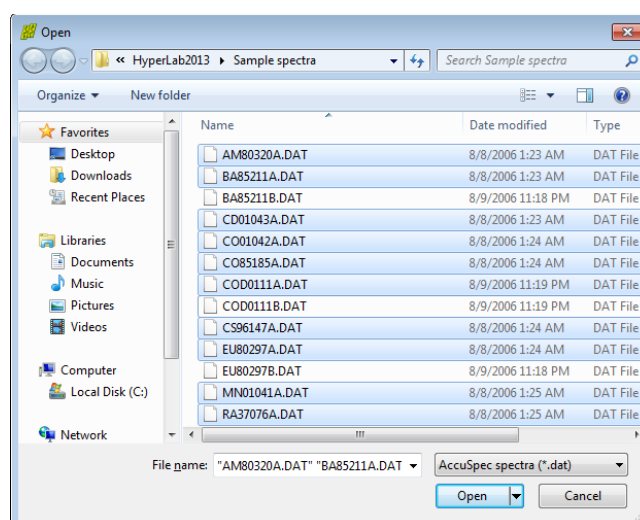 Open
« HyperLab2013 ▸ Sample spectra
Search Sample spectra
Organize ▼ New folder
Favorites
Desktop
Downloads
Recent Places
Libraries
Documents
Music
Pictures
Videos
Computer
Local Disk (C:)
Network
Name Date modified Type
AM80320A.DAT 8/8/2006 1:23 AM DAT File
BA85211A.DAT 8/8/2006 1:23 AM DAT File
BA85211B.DAT 8/9/2006 11:18 PM DAT File
CD01043A.DAT 8/8/2006 1:23 AM DAT File
CO01042A.DAT 8/8/2006 1:24 AM DAT File
CO85185A.DAT 8/8/2006 1:24 AM DAT File
COD0111A.DAT 8/9/2006 11:19 PM DAT File
COD0111B.DAT 8/9/2006 11:19 PM DAT File
CS96147A.DAT 8/8/2006 1:24 AM DAT File
EU80297A.DAT 8/8/2006 1:24 AM DAT File
EU80297B.DAT 8/9/2006 11:18 PM DAT File
MN01041A.DAT 8/8/2006 1:25 AM DAT File
RA37076A.DAT 8/8/2006 1:25 AM DAT File
File name: "AM80320A.DAT" "BA85211A.DAT
AccuSpec spectra (*.dat)
Open Cancel